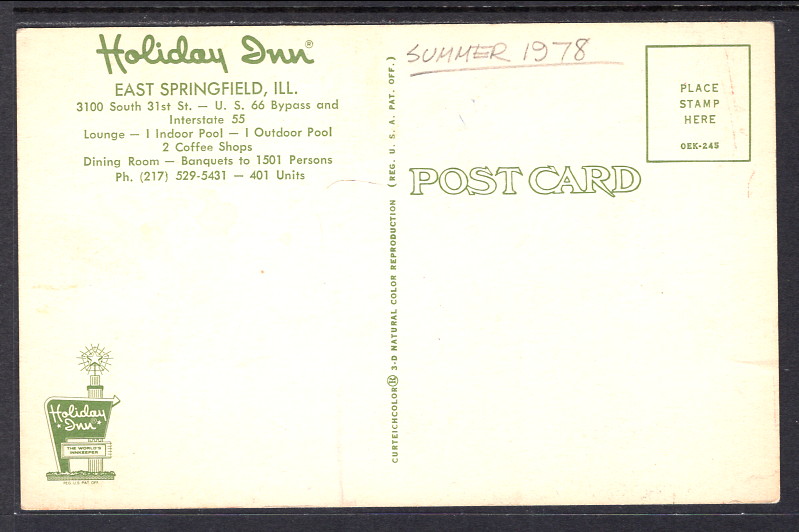 Holiday Inn®
EAST SPRINGFIELD, ILL.
3100 South 31st St. — U. S. 66 Bypass and
Interstate 55
Lounge — 1 Indoor Pool — 1 Outdoor Pool
2 Coffee Shops
Dining Room — Banquets to 1501 Persons
Ph. (217) 529-5431 — 401 Units
Holiday
Inn®
THE WORLD'S
INNKEEPER
REG. U.S. PAT. OFF.
CURTEICHCOLOR® 3-D NATURAL COLOR REPRODUCTION (REG. U. S. A. PAT. OFF.)
SUMMER 1978
POST CARD
PLACE
STAMP
HERE
OEK-245